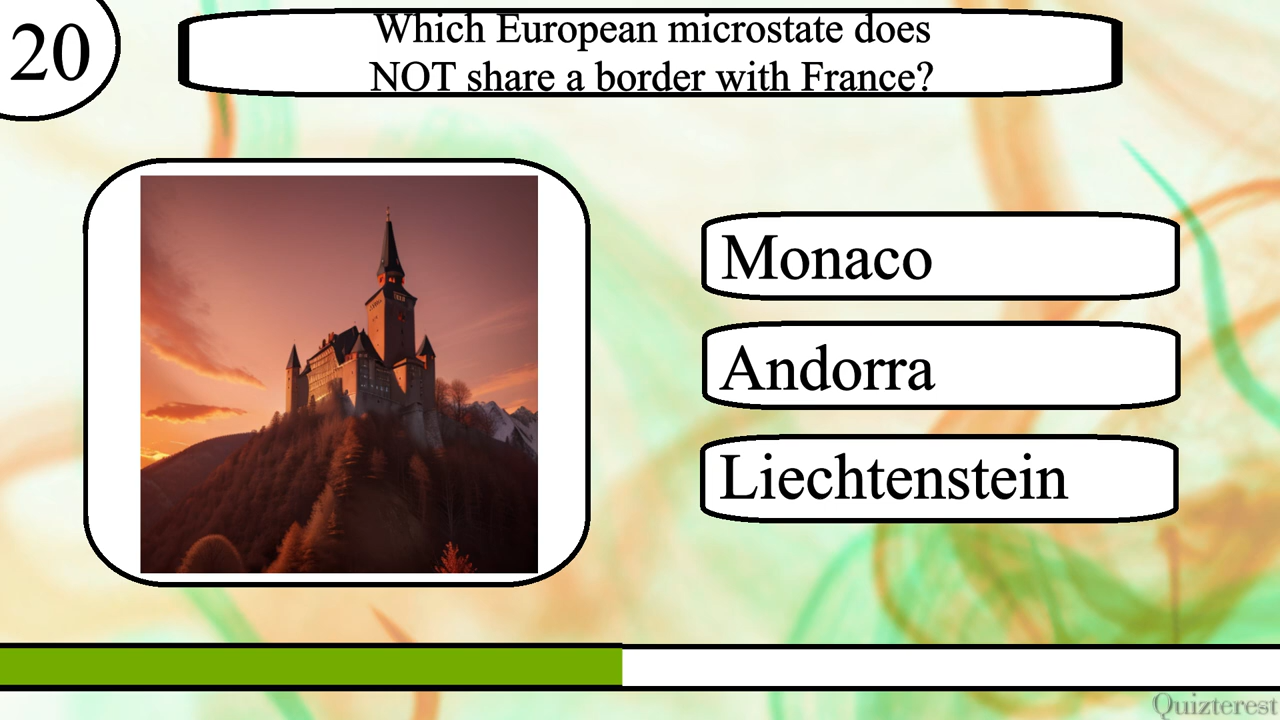 20
Which European microstate does
NOT share a border with France?
Monaco
Andorra
Liechtenstein
Quizterest